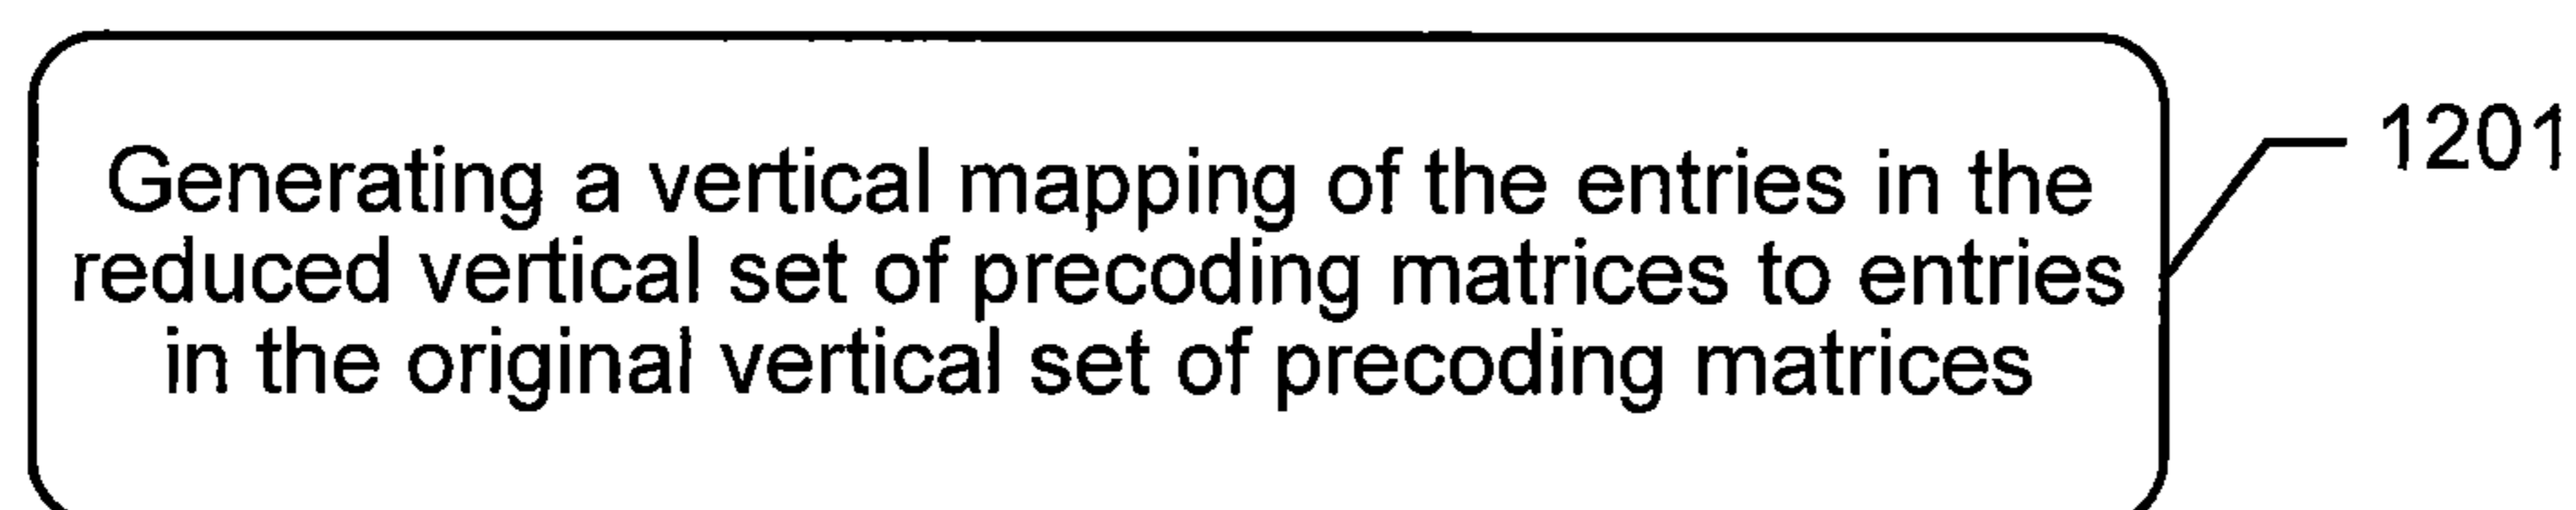 Generating a vertical mapping of the entries in the
reduced vertical set of precoding matrices to entries
in the original vertical set of precoding matrices
1201